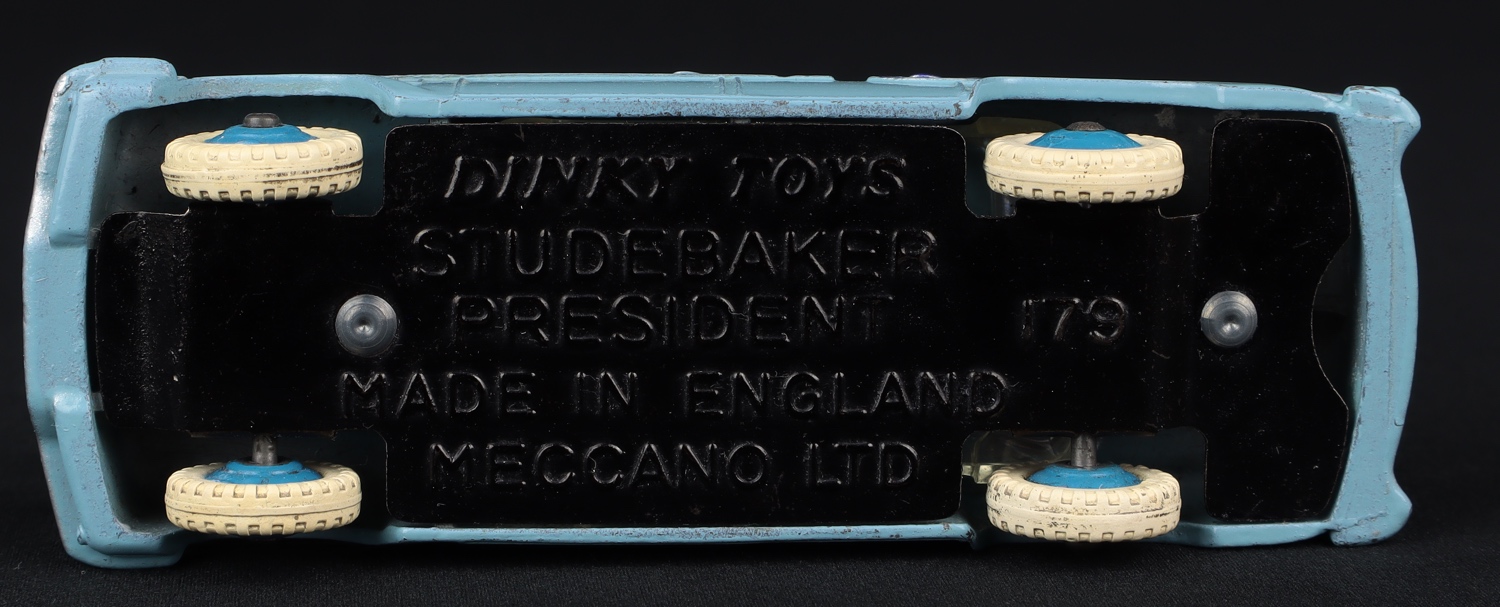 DINKY TOYS
STUDEBAKER
PRESIDENT 179
MADE IN ENGLAND
MECCANO LTD